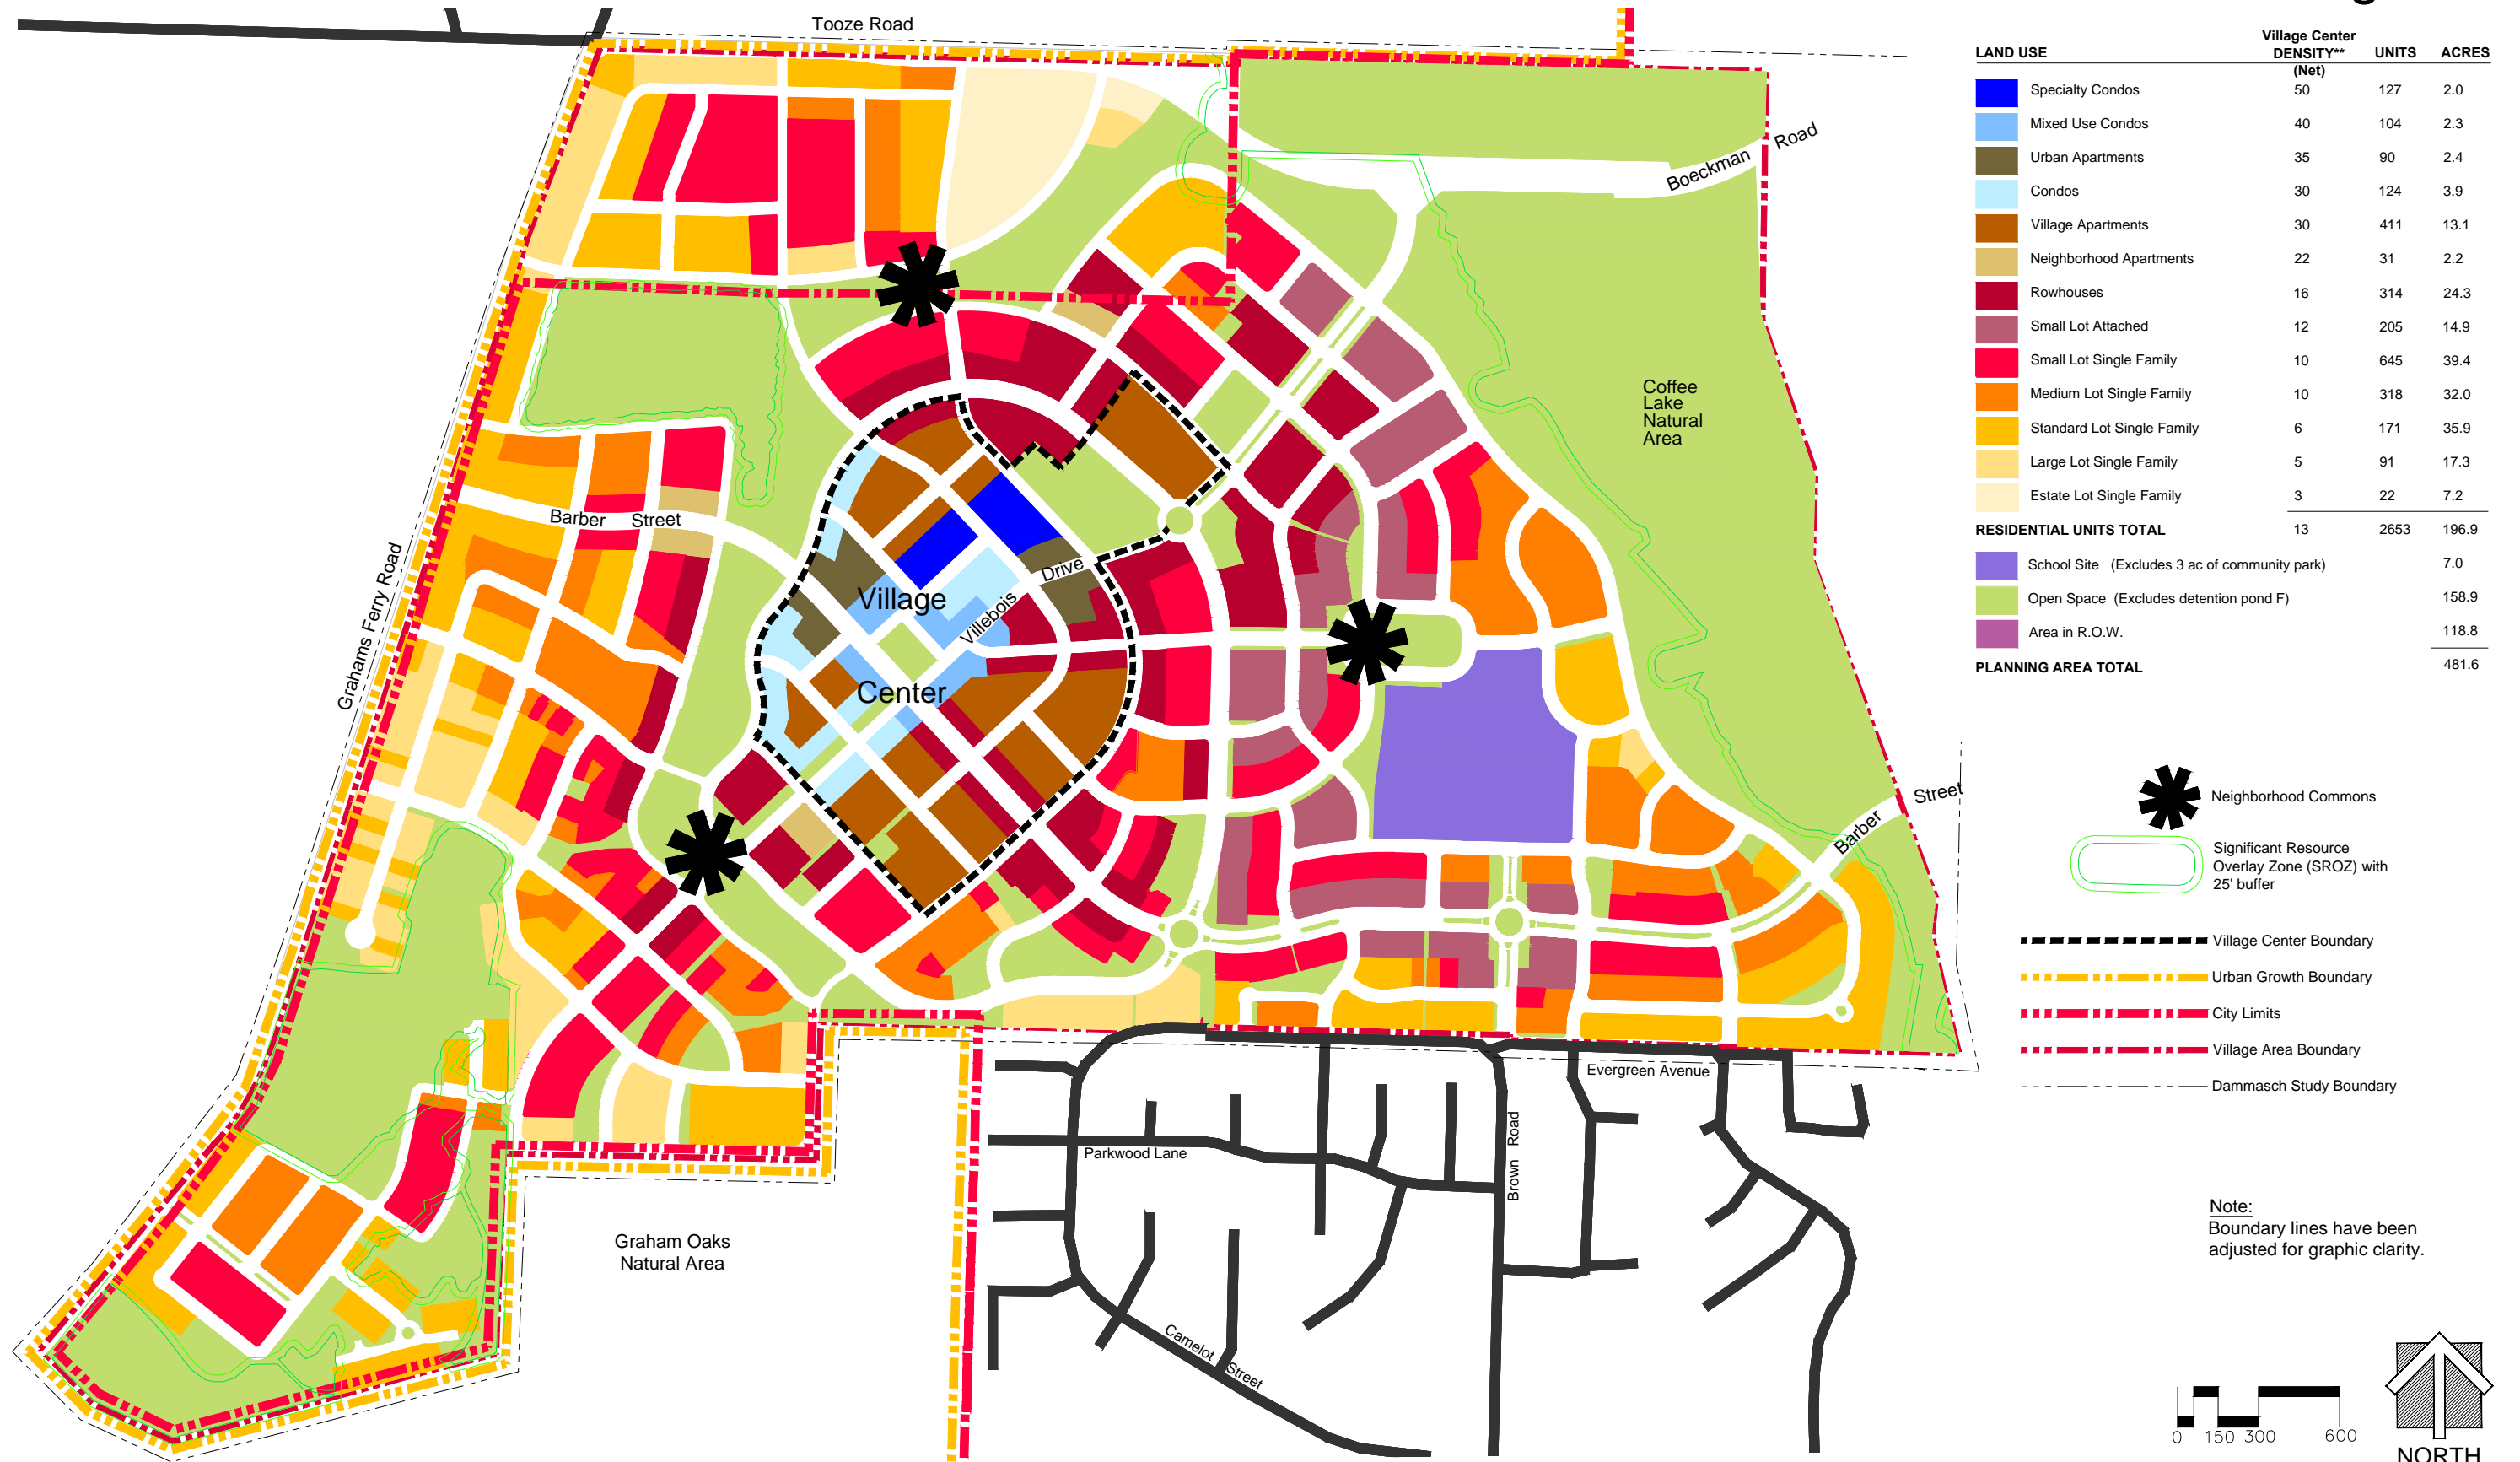 Tooze Road
Boeckman Road
Coffee
Lake
Natural
Area
Barber Street
Grahams Ferry Road
Village
Center
Villebois Drive
Barber Street
Evergreen Avenue
Parkwood Lane
Brown Road
Camelot Street
Graham Oaks
Natural Area
LAND USE Village Center DENSITY** (Net) UNITS ACRES
Specialty Condos 50 127 2.0
Mixed Use Condos 40 104 2.3
Urban Apartments 35 90 2.4
Condos 30 124 3.9
Village Apartments 30 411 13.1
Neighborhood Apartments 22 31 2.2
Rowhouses 16 314 24.3
Small Lot Attached 12 205 14.9
Small Lot Single Family 10 645 39.4
Medium Lot Single Family 10 318 32.0
Standard Lot Single Family 6 171 35.9
Large Lot Single Family 5 91 17.3
Estate Lot Single Family 3 22 7.2
RESIDENTIAL UNITS TOTAL 13 2653 196.9
School Site (Excludes 3 ac of community park) 7.0
Open Space (Excludes detention pond F) 158.9
Area in R.O.W. 118.8
PLANNING AREA TOTAL 481.6
Neighborhood Commons
Significant Resource
Overlay Zone (SROZ) with
25' buffer
Village Center Boundary
Urban Growth Boundary
City Limits
Village Area Boundary
Dammasch Study Boundary
Note:
Boundary lines have been
adjusted for graphic clarity.
0 150 300 600
NORTH